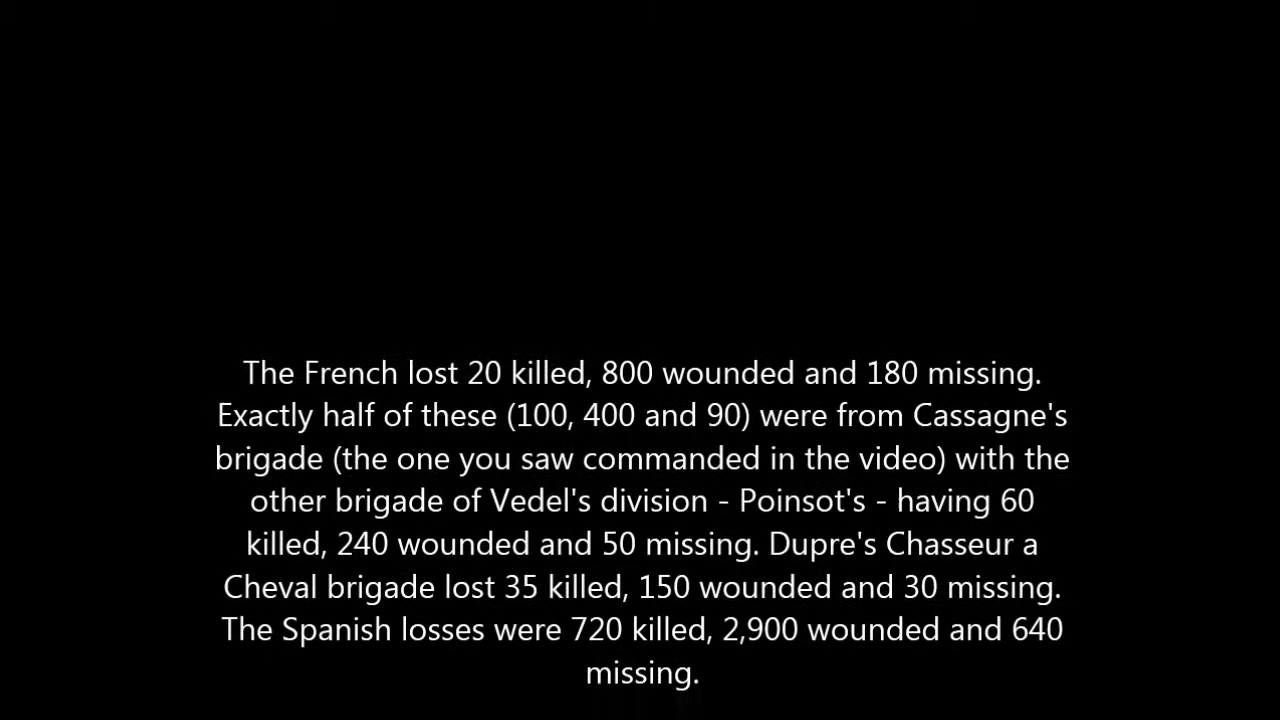 The French lost 20 killed, 800 wounded and 180 missing.
Exactly half of these (100, 400 and 90) were from Cassagne's
brigade (the one you saw commanded in the video) with the
other brigade of Vedel's division - Poinsot's - having 60
killed, 240 wounded and 50 missing. Dupre's Chasseur a
Cheval brigade lost 35 killed, 150 wounded and 30 missing.
The Spanish losses were 720 killed, 2,900 wounded and 640
missing.